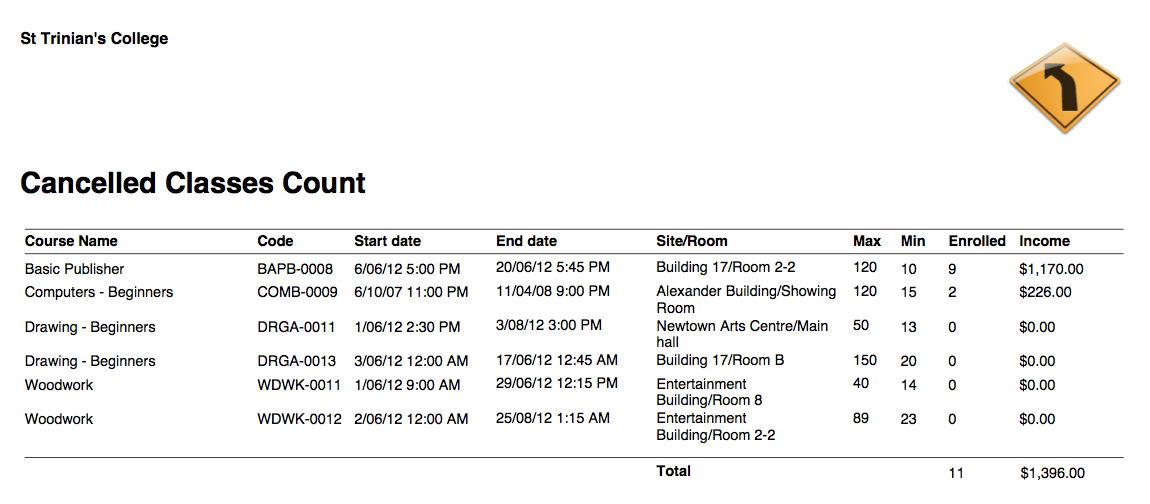 St Trinian's College
Cancelled Classes Count
Course Name Code Start date End date Site/Room Max Min Enrolled Income
Basic Publisher BAPB-0008 6/06/12 5:00 PM 20/06/12 5:45 PM Building 17/Room 2-2 120 10 9 $1,170.00
Computers - Beginners COMB-0009 6/10/07 11:00 PM 11/04/08 9:00 PM Alexander Building/Showing 120 15 2 $226.00
Room
Drawing - Beginners DRGA-0011 1/06/12 2:30 PM 3/08/12 3:00 PM Newtown Arts Centre/Main 50 13 0 $0.00
hall
Drawing - Beginners DRGA-0013 3/06/12 12:00 AM 17/06/12 12:45 AM Building 17/Room B 150 20 0 $0.00
Woodwork WDWK-0011 1/06/12 9:00 AM 29/06/12 12:15 PM Entertainment 40 14 0 $0.00
Building/Room 8
Woodwork WDWK-0012 2/06/12 12:00 AM 25/08/12 1:15 AM Entertainment 89 23 0 $0.00
Building/Room 2-2
Total 11 $1,396.00